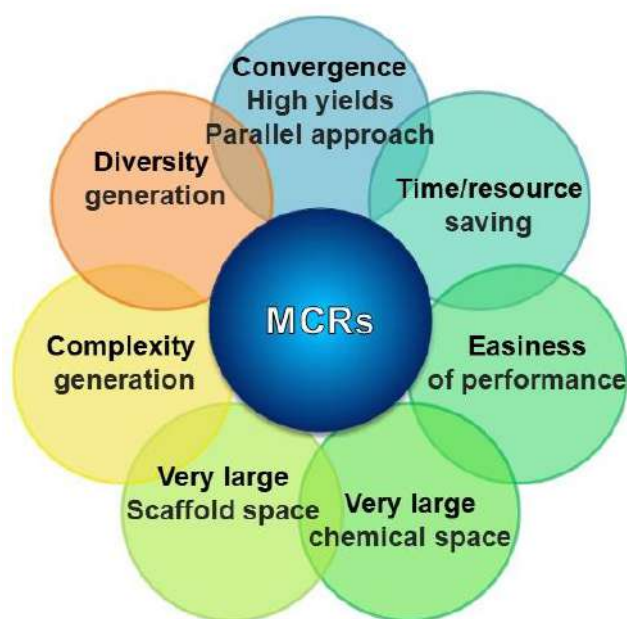 Convergence
High yields
Parallel approach
Time/resource
saving
Easiness
of performance
Very large
chemical space
Very large
Scaffold space
Complexity
generation
Diversity
generation
MCRs